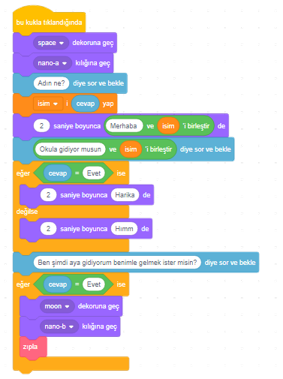 bu kukla tıklandığında
space dekoruna geç
nano-a kılığına geç
Adın ne? diye sor ve bekle
isim i cevap yap
2 saniye boyunca Merhaba ve isim 'i birleştir de
Okula gidiyor musun ve isim 'i birleştir diye sor ve bekle
eğer cevap = Evet ise
2 saniye boyunca Harika de
değilse
2 saniye boyunca Hımm de
Ben şimdi aya gidiyorum benimle gelmek ister misin? diye sor ve bekle
eğer cevap = Evet ise
moon dekoruna geç
nano-b kılığına geç
zıpla